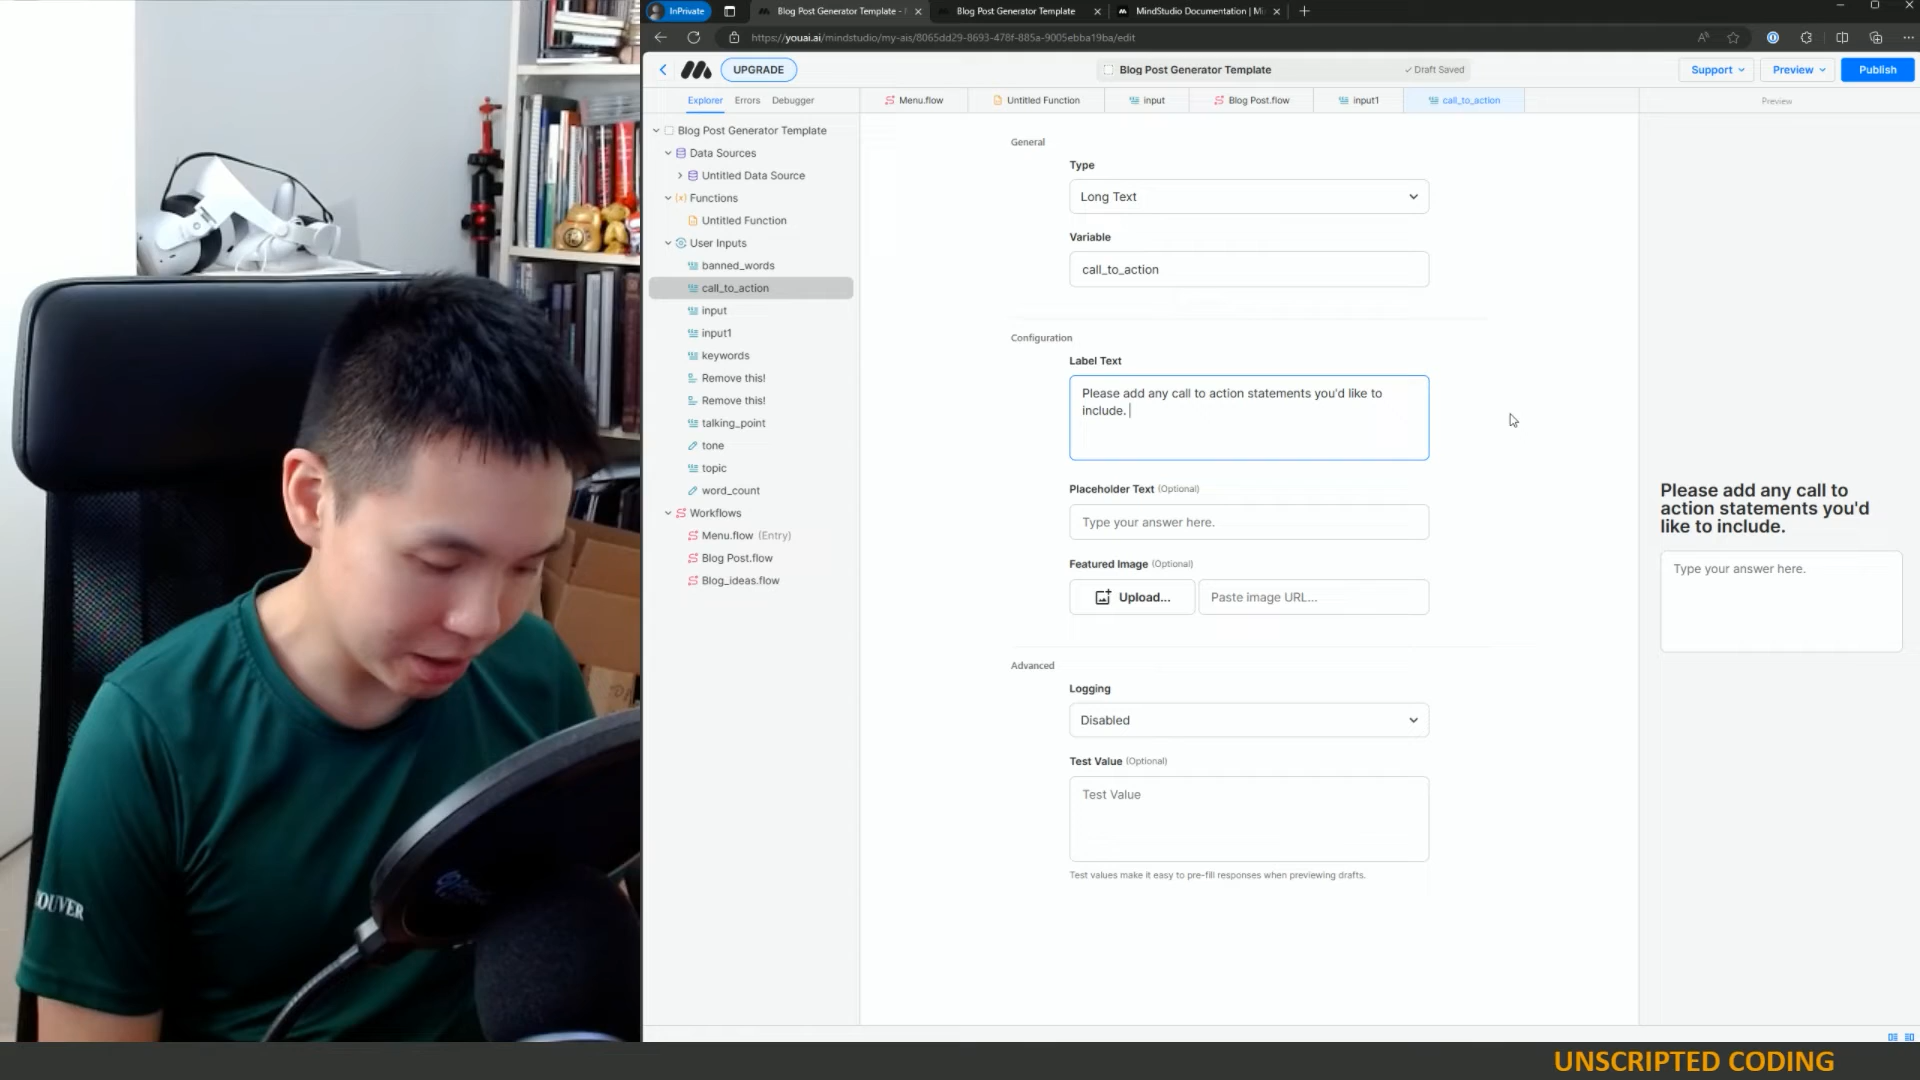 InPrivate
Blog Post Generator Template -
Blog Post Generator Template
MindStudio Documentation | Mi
https://youai.ai/mindstudio/my-ais/8065dd29-8693-478f-885a-9005ebba19ba/edit
UPGRADE
Blog Post Generator Template
Draft Saved
Support
Preview
Publish
Explorer
Errors
Debugger
Menu.flow
Untitled Function
input
Blog Post.flow
input1
call_to_action
Preview
Blog Post Generator Template
Data Sources
Untitled Data Source
Functions
Untitled Function
User Inputs
banned_words
call_to_action
input
input1
keywords
Remove this!
Remove this!
talking_point
tone
topic
word_count
Workflows
Menu.flow (Entry)
Blog Post.flow
Blog_ideas.flow
General
Type
Long Text
Variable
call_to_action
Configuration
Label Text
Please add any call to action statements you'd like to
include.
Placeholder Text (Optional)
Type your answer here.
Featured Image (Optional)
Upload...
Paste image URL...
Advanced
Logging
Disabled
Test Value (Optional)
Test Value
Test values make it easy to pre-fill responses when previewing drafts.
Please add any call to
action statements you'd
like to include.
Type your answer here.
OUVER
UNSCRIPTED CODING